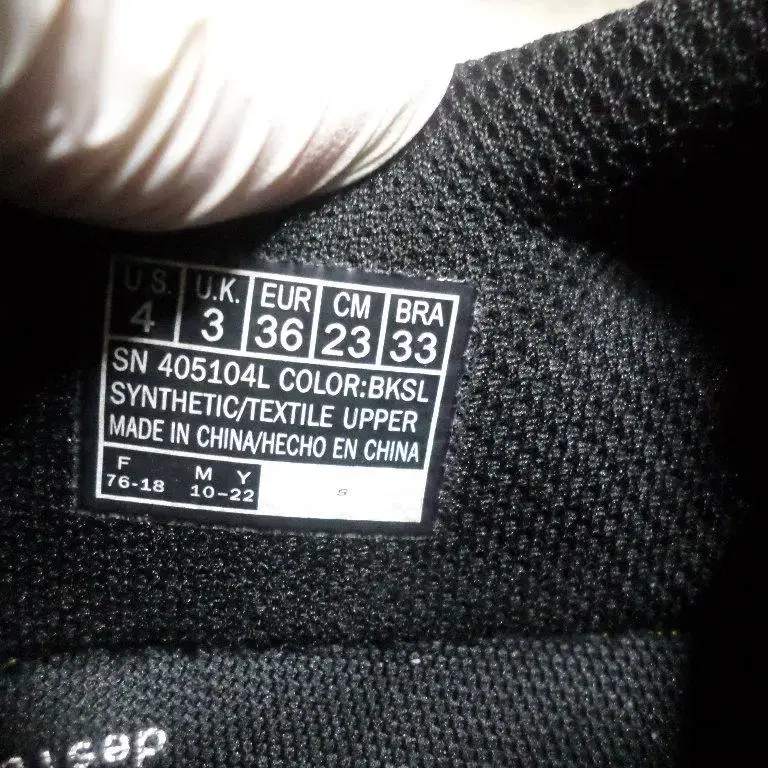 U.S. U.K. EUR CM BRA
4 3 36 23 33
SN 405104L COLOR:BKSL
SYNTHETIC/TEXTILE UPPER
MADE IN CHINA/HECHO EN CHINA
F M Y
76-18 10-22 S